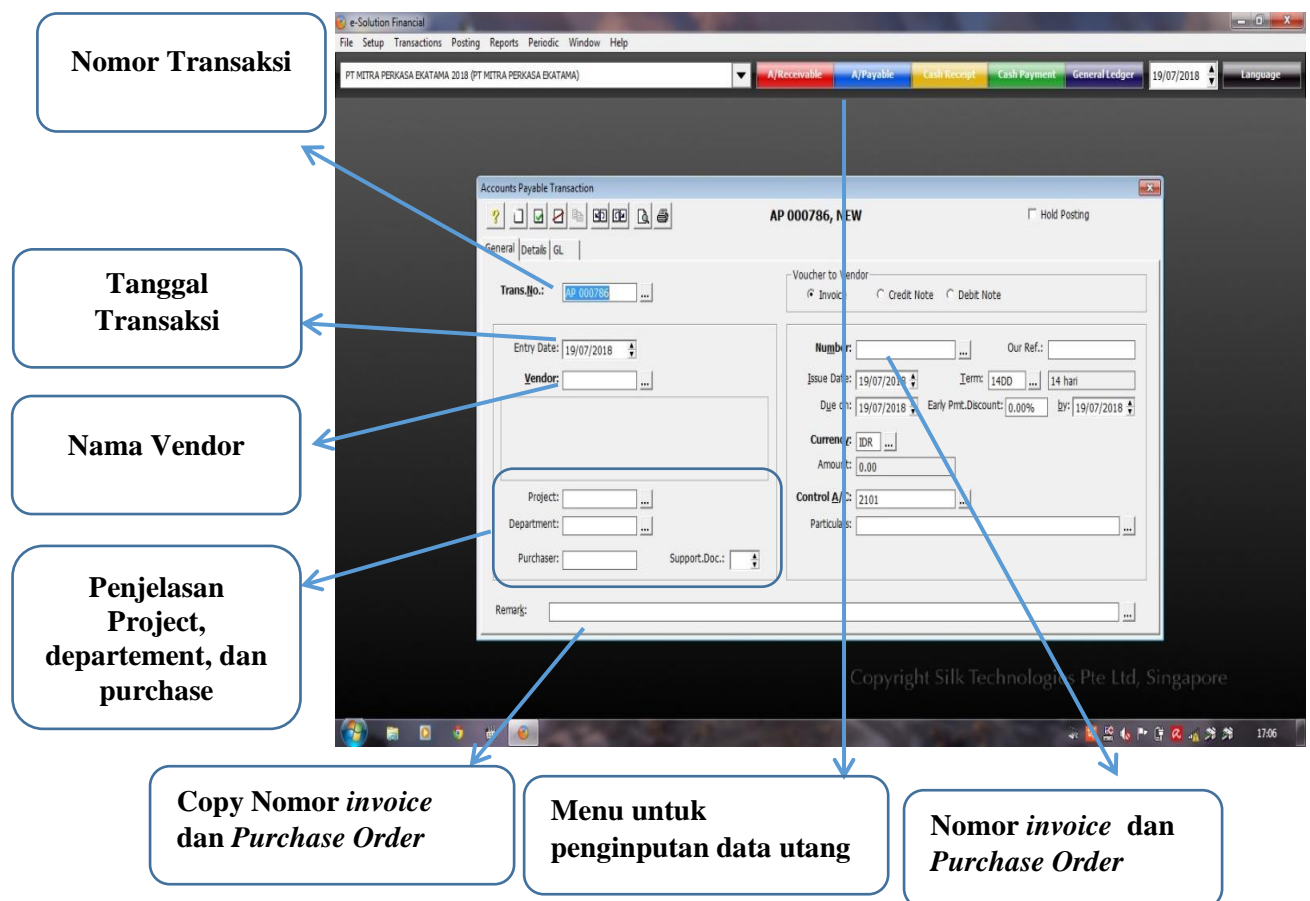 Nomor Transaksi
e-Solution Financial
File Setup Transactions Posting Reports Periodic Window Help
PT MITRA PERKASA EKATAMA 2018 (PT MITRA PERKASA EKATAMA)
A/Receivable A/Payable Cash Receipt Cash Payment General Ledger 19/07/2018 Language
Accounts Payable Transaction
AP 000786, NEW
Hold Posting
General Details GL
Trans.No.: AP 000786 ...
Voucher to Vendor
Invoice Credit Note Debit Note
Tanggal
Transaksi
Entry Date: 19/07/2018
Number: ... Our Ref.:
Vendor: ...
Issue Date: 19/07/2018 Term: 14DD ... 14 hari
Due on: 19/07/2018 Early Pmt.Discount: 0.00% by: 19/07/2018
Nama Vendor
Currency: IDR ...
Amount: 0.00
Project: ...
Control A/C: 2101 ...
Department: ...
Particulars: ...
Purchaser: Support.Doc.:
Penjelasan
Project,
departement, dan
purchase
Remark: ...
Copyright Silk Technologies Pte Ltd, Singapore
17:06
Copy Nomor invoice
dan Purchase Order
Menu untuk
penginputan data utang
Nomor invoice dan
Purchase Order